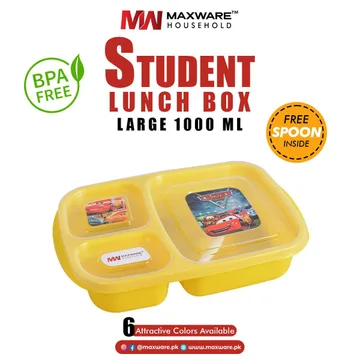 MW MAXWARE™
HOUSEHOLD
BPA
FREE
STUDENT
LUNCH BOX
LARGE 1000 ML
FREE
SPOON
INSIDE
MW MAXWARE
6 Attractive Colors Available
@maxware.pk www.maxware.pk